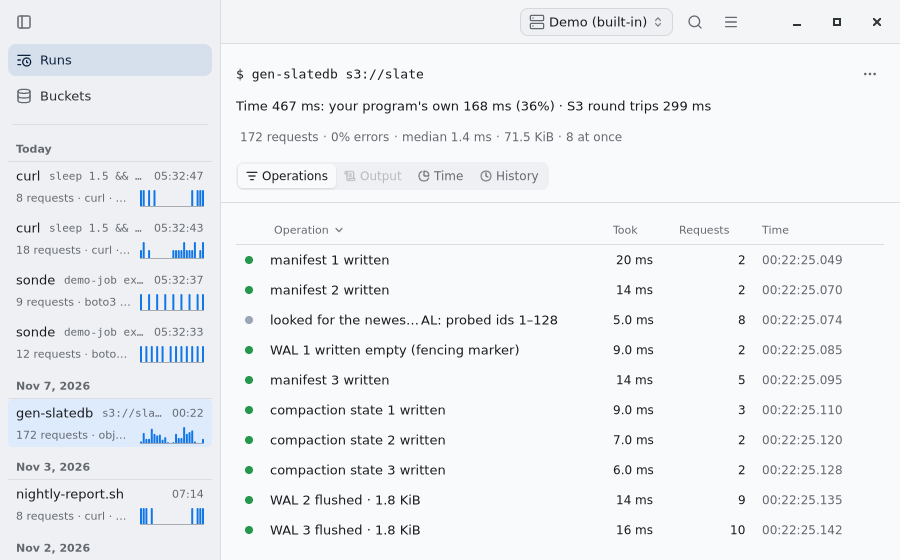 Demo (built-in)
Runs
Buckets
Today
curl sleep 1.5 && … 05:32:47
8 requests · curl · …
curl sleep 1.5 && … 05:32:43
18 requests · curl ·…
sonde demo-job ex… 05:32:37
9 requests · boto3 …
sonde demo-job ex… 05:32:33
12 requests · boto…
Nov 7, 2026
gen-slatedb s3://sla… 00:22
172 requests · obj…
Nov 3, 2026
nightly-report.sh 07:14
8 requests · curl · …
Nov 2, 2026
$ gen-slatedb s3://slate
Time 467 ms: your program's own 168 ms (36%) · S3 round trips 299 ms
172 requests · 0% errors · median 1.4 ms · 71.5 KiB · 8 at once
Operations Output Time History
Operation Took Requests Time
manifest 1 written 20 ms 2 00:22:25.049
manifest 2 written 14 ms 2 00:22:25.070
looked for the newes…AL: probed ids 1–128 5.0 ms 8 00:22:25.074
WAL 1 written empty (fencing marker) 9.0 ms 2 00:22:25.085
manifest 3 written 14 ms 5 00:22:25.095
compaction state 1 written 9.0 ms 3 00:22:25.110
compaction state 2 written 7.0 ms 2 00:22:25.120
compaction state 3 written 6.0 ms 2 00:22:25.128
WAL 2 flushed · 1.8 KiB 14 ms 9 00:22:25.135
WAL 3 flushed · 1.8 KiB 16 ms 10 00:22:25.142